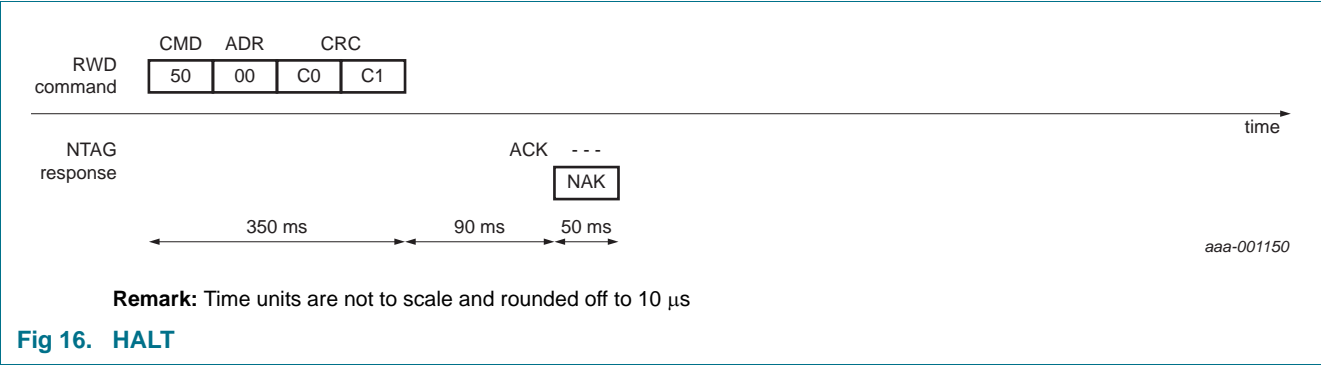 CMD ADR CRC
RWD command
50 00 C0 C1
time
NTAG response
ACK - - -
NAK
350 ms 90 ms 50 ms
aaa-001150
Remark: Time units are not to scale and rounded off to 10 μs
Fig 16. HALT